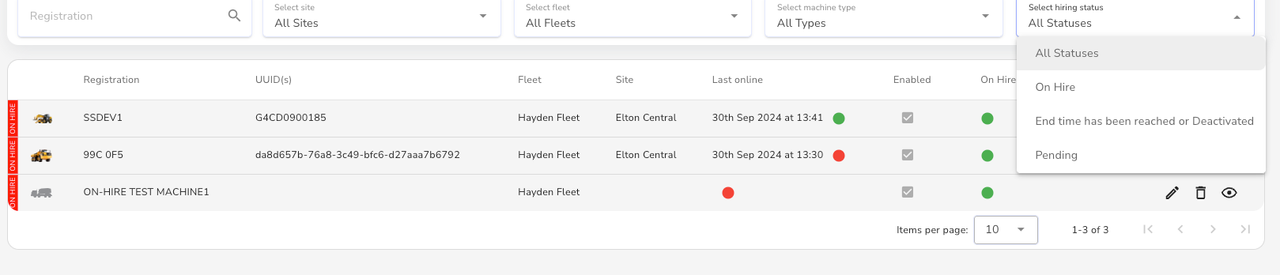 Registration
Select site
All Sites
Select fleet
All Fleets
Select machine type
All Types
Select hiring status
All Statuses
All Statuses
On Hire
End time has been reached or Deactivated
Pending
Registration UUID(s) Fleet Site Last online Enabled On Hire
ON HIRE SSDEV1 G4CD0900185 Hayden Fleet Elton Central 30th Sep 2024 at 13:41
ON HIRE 99C 0F5 da8d657b-76a8-3c49-bfc6-d27aaa7b6792 Hayden Fleet Elton Central 30th Sep 2024 at 13:30
ON HIRE ON-HIRE TEST MACHINE1 Hayden Fleet
Items per page: 10 1-3 of 3